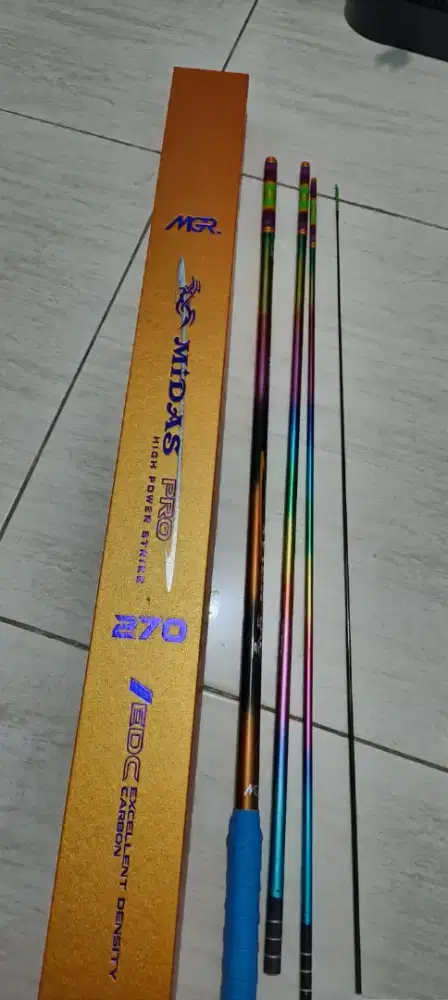 MGR
MIDAS
PRO
HIGH POWER STRIKE
270
EDC
EXCELLENT DENSITY
CARBON